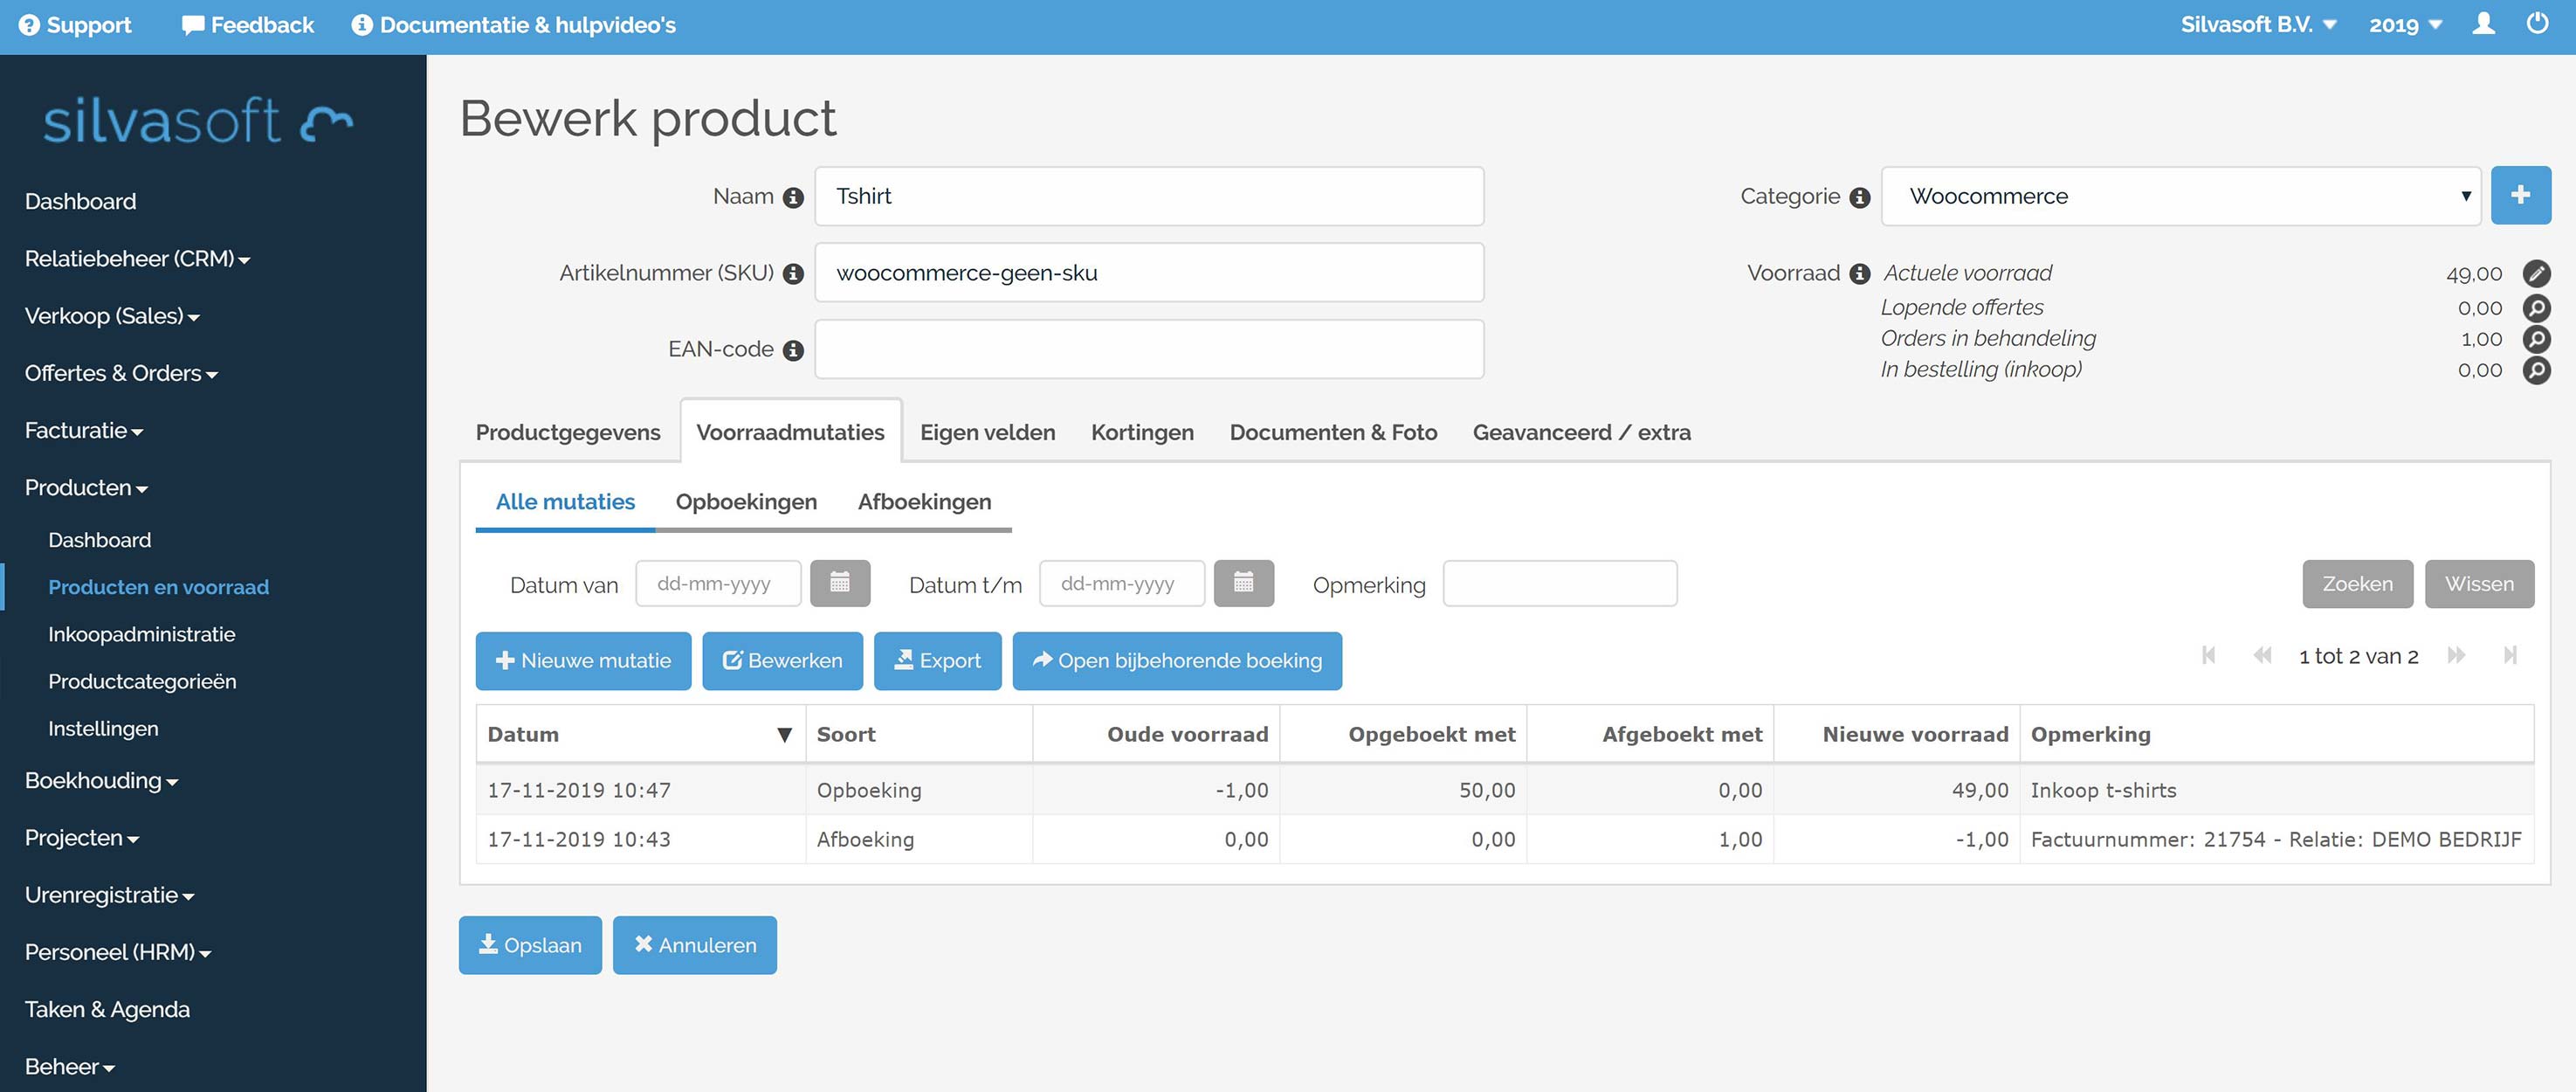 Support Feedback Documentatie & hulpvideo's Silvasoft B.V. 2019
silvasoft
Dashboard
Relatiebeheer (CRM)
Verkoop (Sales)
Offertes & Orders
Facturatie
Producten
Dashboard
Producten en voorraad
Inkoopadministratie
Productcategorieën
Instellingen
Boekhouding
Projecten
Urenregistratie
Personeel (HRM)
Taken & Agenda
Beheer
Bewerk product
Naam Tshirt
Artikelnummer (SKU) woocommerce-geen-sku
EAN-code
Categorie Woocommerce
Voorraad Actuele voorraad 49,00
Lopende offertes 0,00
Orders in behandeling 1,00
In bestelling (inkoop) 0,00
Productgegevens Voorraadmutaties Eigen velden Kortingen Documenten & Foto Geavanceerd / extra
Alle mutaties Opboekingen Afboekingen
Datum van dd-mm-yyyy Datum t/m dd-mm-yyyy Opmerking Zoeken Wissen
Nieuwe mutatie Bewerken Export Open bijbehorende boeking 1 tot 2 van 2
Datum Soort Oude voorraad Opgeboekt met Afgeboekt met Nieuwe voorraad Opmerking
17-11-2019 10:47 Opboeking -1,00 50,00 0,00 49,00 Inkoop t-shirts
17-11-2019 10:43 Afboeking 0,00 0,00 1,00 -1,00 Factuurnummer: 21754 - Relatie: DEMO BEDRIJF
Opslaan Annuleren